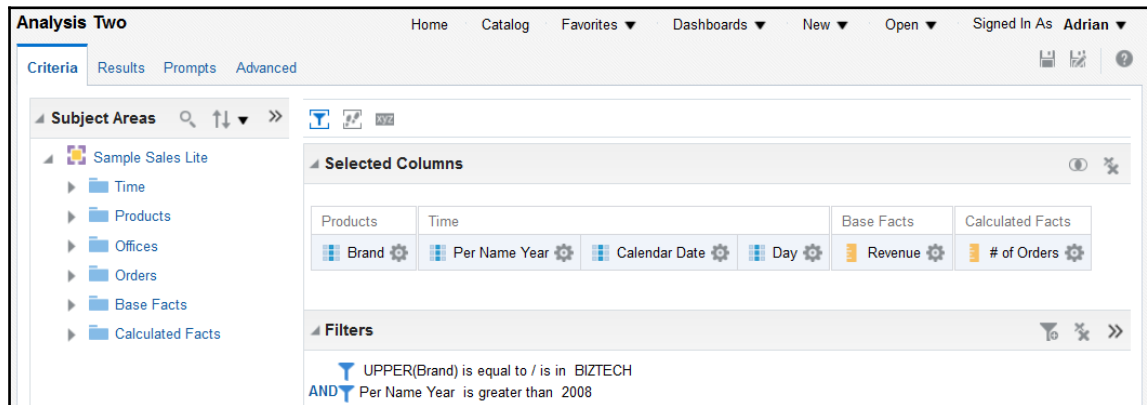 Analysis Two Home Catalog Favorites Dashboards New Open Signed In As Adrian
Criteria Results Prompts Advanced
Subject Areas
xyz
Sample Sales Lite
Selected Columns
Time
Products
Offices
Orders
Base Facts
Calculated Facts
Products Time Base Facts Calculated Facts
Brand Per Name Year Calendar Date Day Revenue # of Orders
Filters
UPPER(Brand) is equal to / is in BIZTECH
AND Per Name Year is greater than 2008